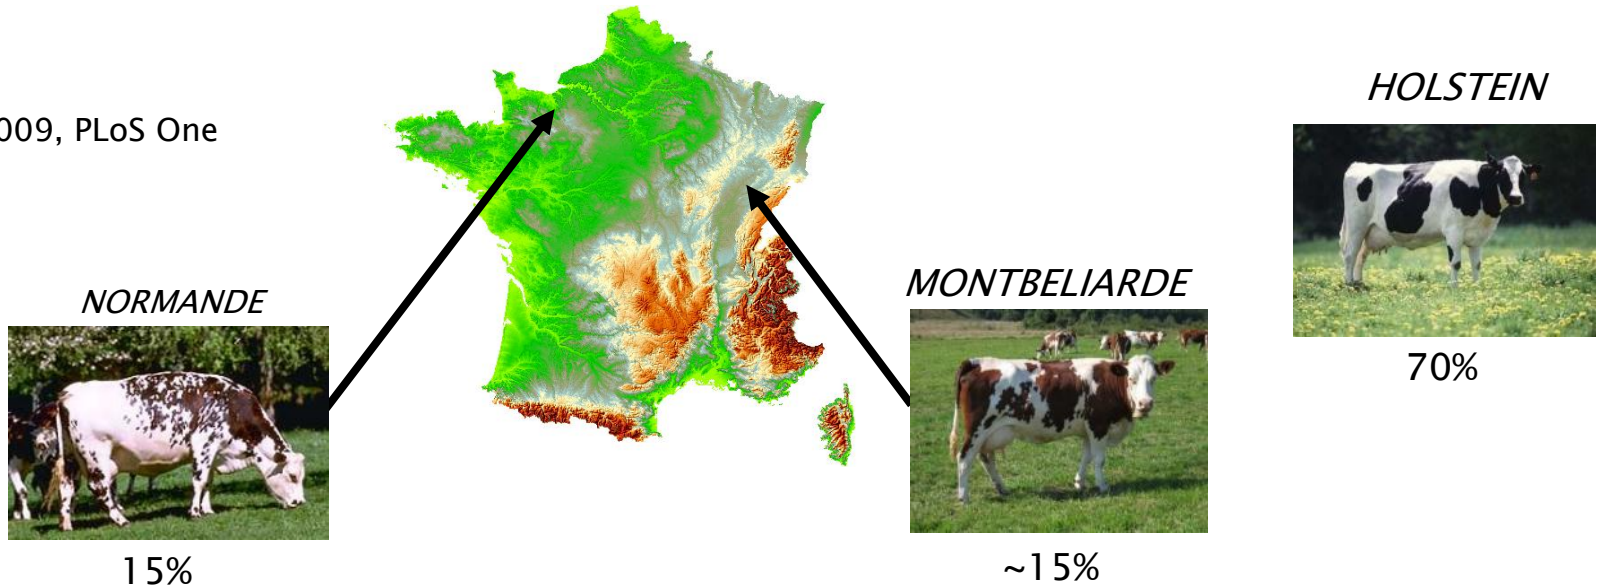 009, PLoS One
HOLSTEIN
70%
NORMANDE
15%
MONTBELIARDE
~15%